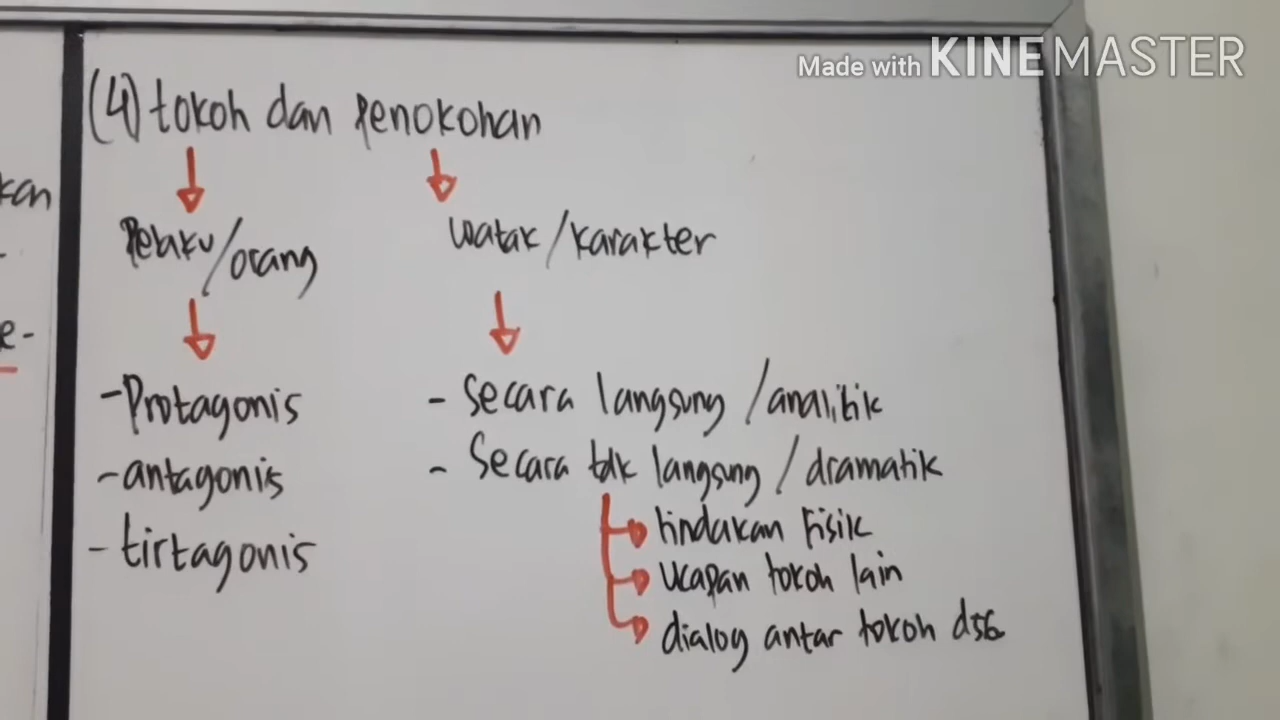 Made with KINEMASTER
(4) tokoh dan Penokohan
Pelaku/orang
watak/karakter
- Protagonis
- antagonis
- tirtagonis
- Secara langsung/analitik
- Secara tdk langsung/dramatik
tindakan Fisik
ucapan tokoh lain
dialog antar tokoh dsb
kan
e-